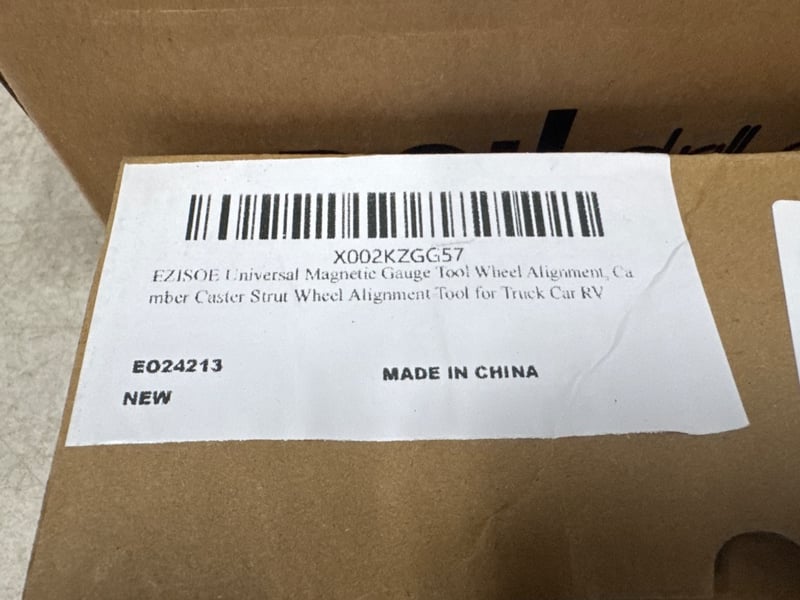 X002KZGG57
EZISOE Universal Magnetic Gauge Tool Wheel Alignment, Ca
mber Caster Strut Wheel Alignment Tool for Truck Car RV
EO24213
MADE IN CHINA
NEW